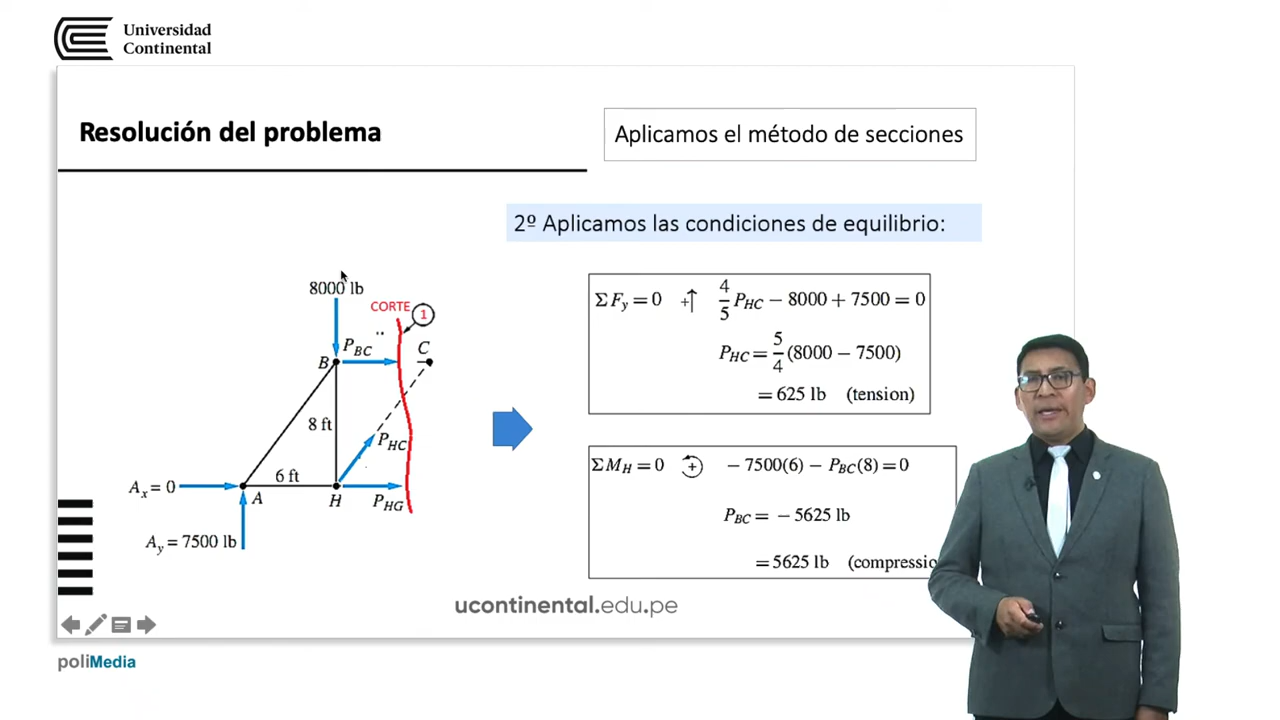 Universidad
Continental
Resolución del problema
Aplicamos el método de secciones
2º Aplicamos las condiciones de equilibrio:
8000 lb
CORTE 1
P_BC
C
B
8 ft
P_HC
6 ft
A_x = 0
A
H
P_HG
A_y = 7500 lb
ΣF_y = 0 +↑ 4/5 P_HC − 8000 + 7500 = 0
P_HC = 5/4 (8000 − 7500)
= 625 lb (tension)
ΣM_H = 0 + − 7500(6) − P_BC(8) = 0
P_BC = − 5625 lb
= 5625 lb (compressio
ucontinental.edu.pe
poliMedia